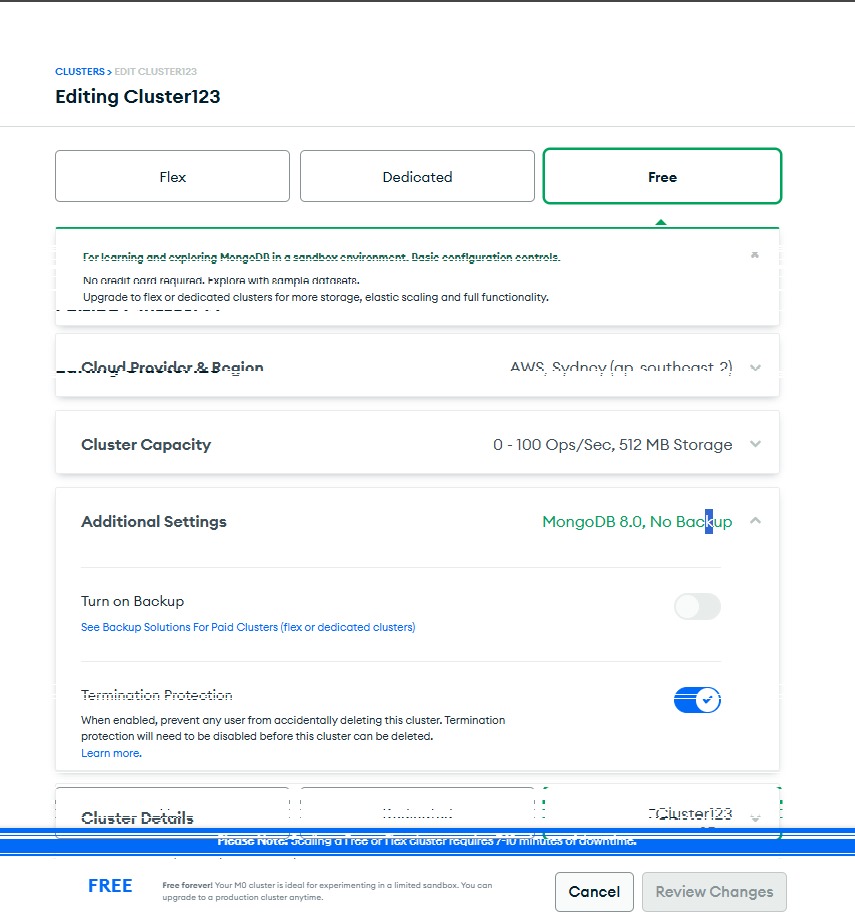 CLUSTERS > EDIT CLUSTER123
Editing Cluster123
Flex
Dedicated
Free
For learning and exploring MongoDB in a sandbox environment. Basic configuration controls.
No credit card required. Explore with sample datasets.
Upgrade to flex or dedicated clusters for more storage, elastic scaling and full functionality.
Cloud Provider & Region
AWS, Sydney (ap-southeast-2)
Cluster Capacity
0 - 100 Ops/Sec, 512 MB Storage
Additional Settings
MongoDB 8.0, No Backup
Turn on Backup
See Backup Solutions For Paid Clusters (flex or dedicated clusters)
Termination Protection
When enabled, prevent any user from accidentally deleting this cluster. Termination
protection will need to be disabled before this cluster can be deleted.
Learn more.
Cluster Details
Cluster123
Please Note: Scaling a Free or Flex cluster requires 7-10 minutes of downtime.
FREE
Free forever! Your M0 cluster is ideal for experimenting in a limited sandbox. You can
upgrade to a production cluster anytime.
Cancel
Review Changes